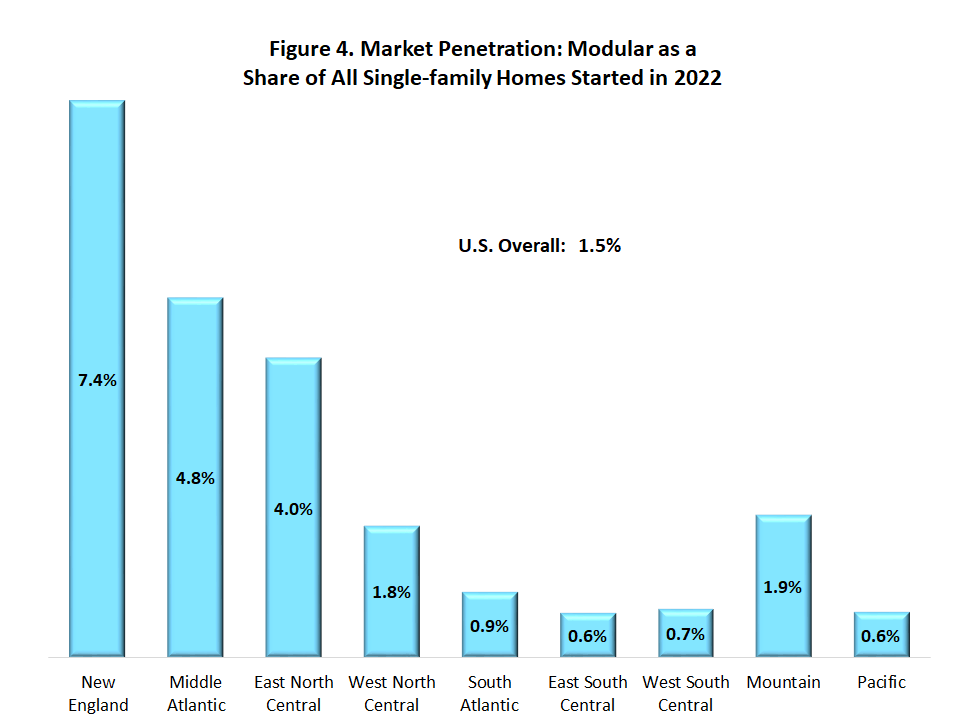 Figure 4. Market Penetration: Modular as a
Share of All Single-family Homes Started in 2022
U.S. Overall: 1.5%
7.4%
4.8%
4.0%
1.8%
0.9%
0.6%
0.7%
1.9%
0.6%
New
England
Middle
Atlantic
East North
Central
West North
Central
South
Atlantic
East South
Central
West South
Central
Mountain
Pacific